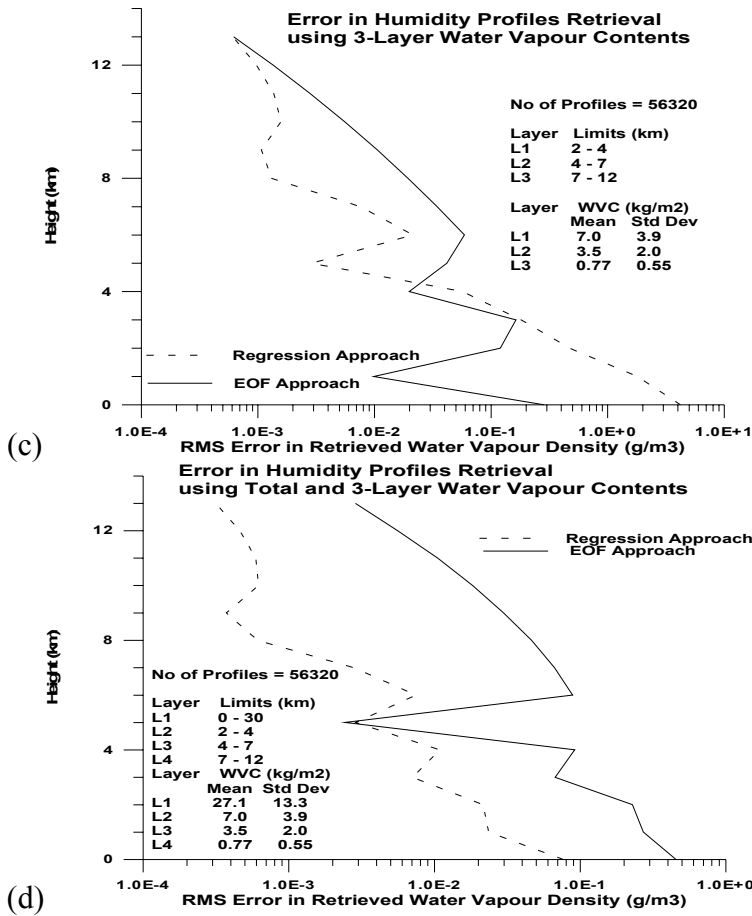 Error in Humidity Profiles Retrieval
using 3-Layer Water Vapour Contents
12
No of Profiles = 56320
Layer Limits (km)
L1 2 - 4
L2 4 - 7
L3 7 - 12
Layer WVC (kg/m2)
Mean Std Dev
L1 7.0 3.9
L2 3.5 2.0
L3 0.77 0.55
Height (km)
8
4
Regression Approach
EOF Approach
0
1.0E-4 1.0E-3 1.0E-2 1.0E-1 1.0E+0 1.0E+1
RMS Error in Retrieved Water Vapour Density (g/m3)
(c)
Error in Humidity Profiles Retrieval
using Total and 3-Layer Water Vapour Contents
12
Regression Approach
EOF Approach
Height (km)
8
No of Profiles = 56320
Layer Limits (km)
L1 0 - 30
L2 2 - 4
L3 4 - 7
L4 7 - 12
4
Layer WVC (kg/m2)
Mean Std Dev
L1 27.1 13.3
L2 7.0 3.9
L3 3.5 2.0
L4 0.77 0.55
0
1.0E-4 1.0E-3 1.0E-2 1.0E-1 1.0E+0
RMS Error in Retrieved Water Vapour Density (g/m3)
(d)